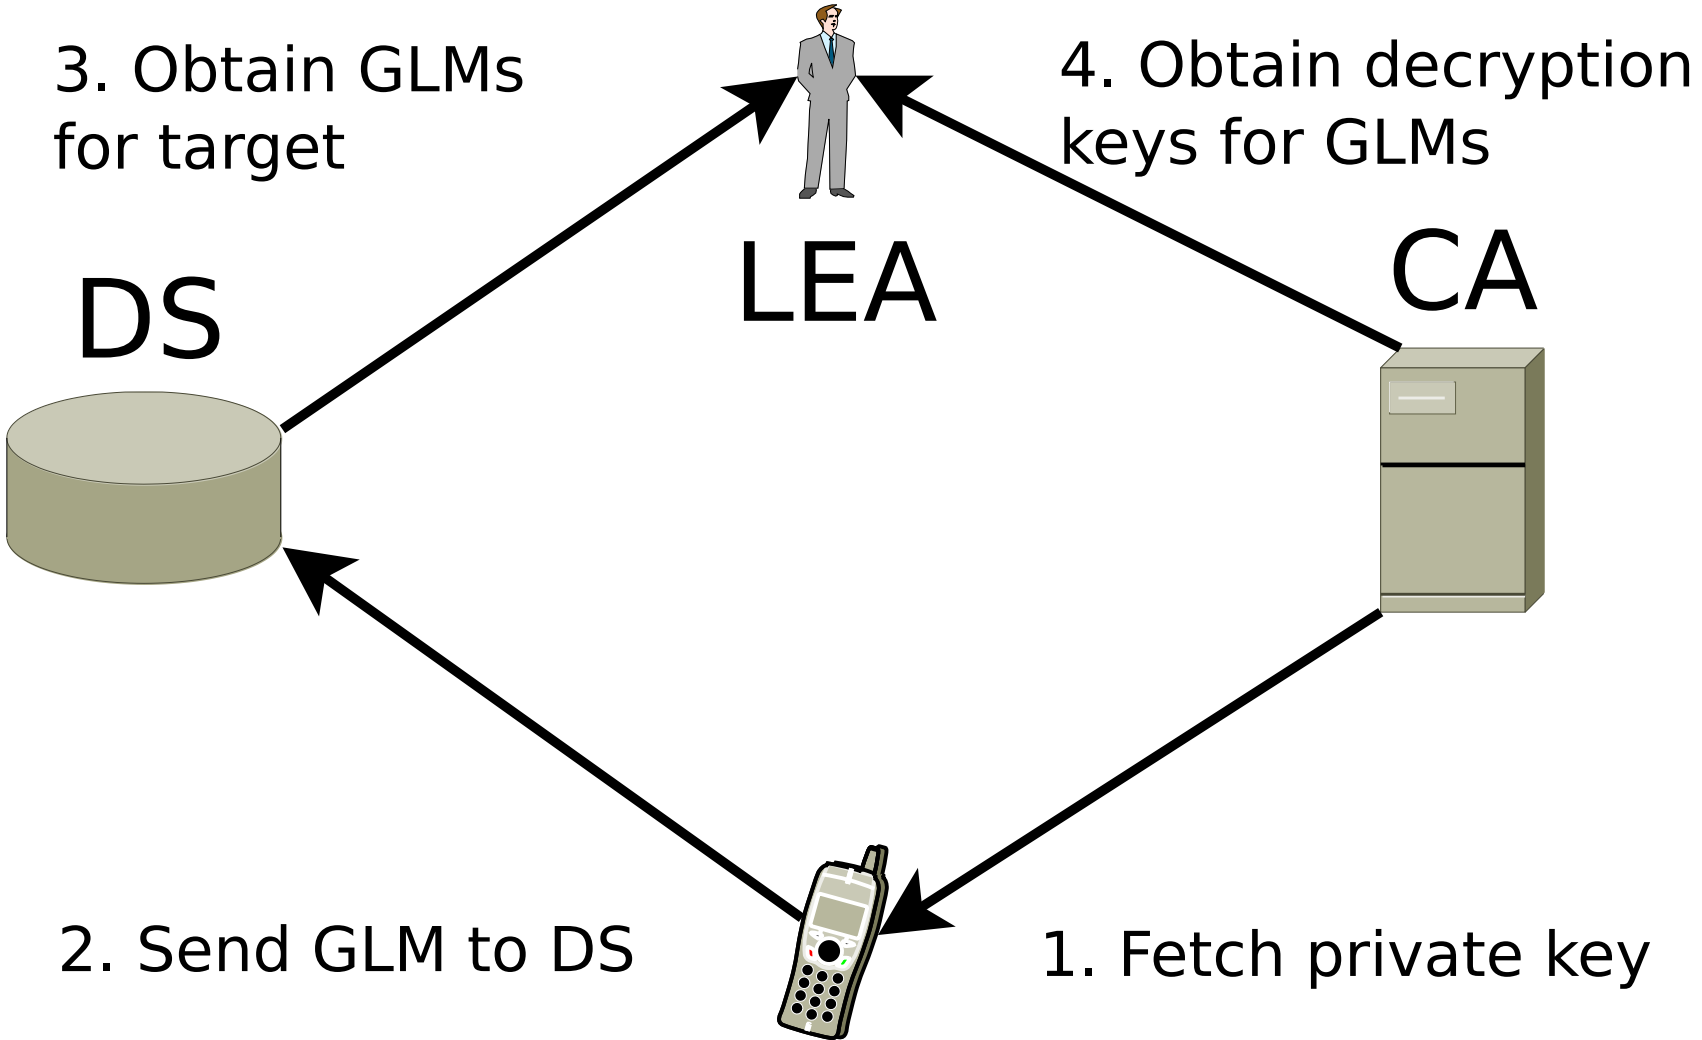 3. Obtain GLMs
for target
4. Obtain decryption
keys for GLMs
DS
LEA
CA
2. Send GLM to DS
1. Fetch private key